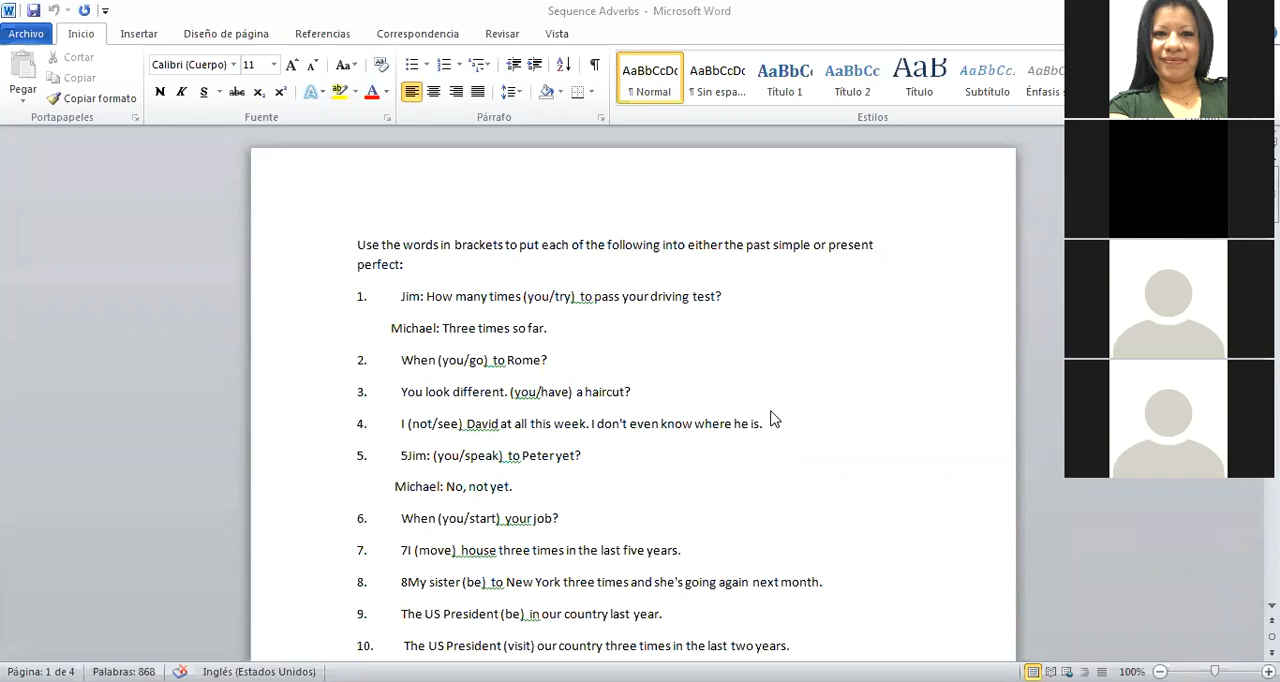 Sequence Adverbs - Microsoft Word
Archivo Inicio Insertar Diseño de página Referencias Correspondencia Revisar Vista
Pegar
Cortar
Copiar
Copiar formato
Portapapeles
Calibri (Cuerpo) 11
Aa
N K S abc x₂ x² A ab A
Fuente
Párrafo
AaBbCcDc AaBbCcDc AaBbC AaBbCc AaB AaBbCc. AaBbCc
¶ Normal ¶ Sin espa... Título 1 Título 2 Título Subtítulo Énfasis
Estilos
Use the words in brackets to put each of the following into either the past simple or present
perfect:
1. Jim: How many times (you/try) to pass your driving test?
Michael: Three times so far.
2. When (you/go) to Rome?
3. You look different. (you/have) a haircut?
4. I (not/see) David at all this week. I don't even know where he is.
5. 5Jim: (you/speak) to Peter yet?
Michael: No, not yet.
6. When (you/start) your job?
7. 7I (move) house three times in the last five years.
8. 8My sister (be) to New York three times and she's going again next month.
9. The US President (be) in our country last year.
10. The US President (visit) our country three times in the last two years.
Página: 1 de 4 Palabras: 868 Inglés (Estados Unidos) 100%